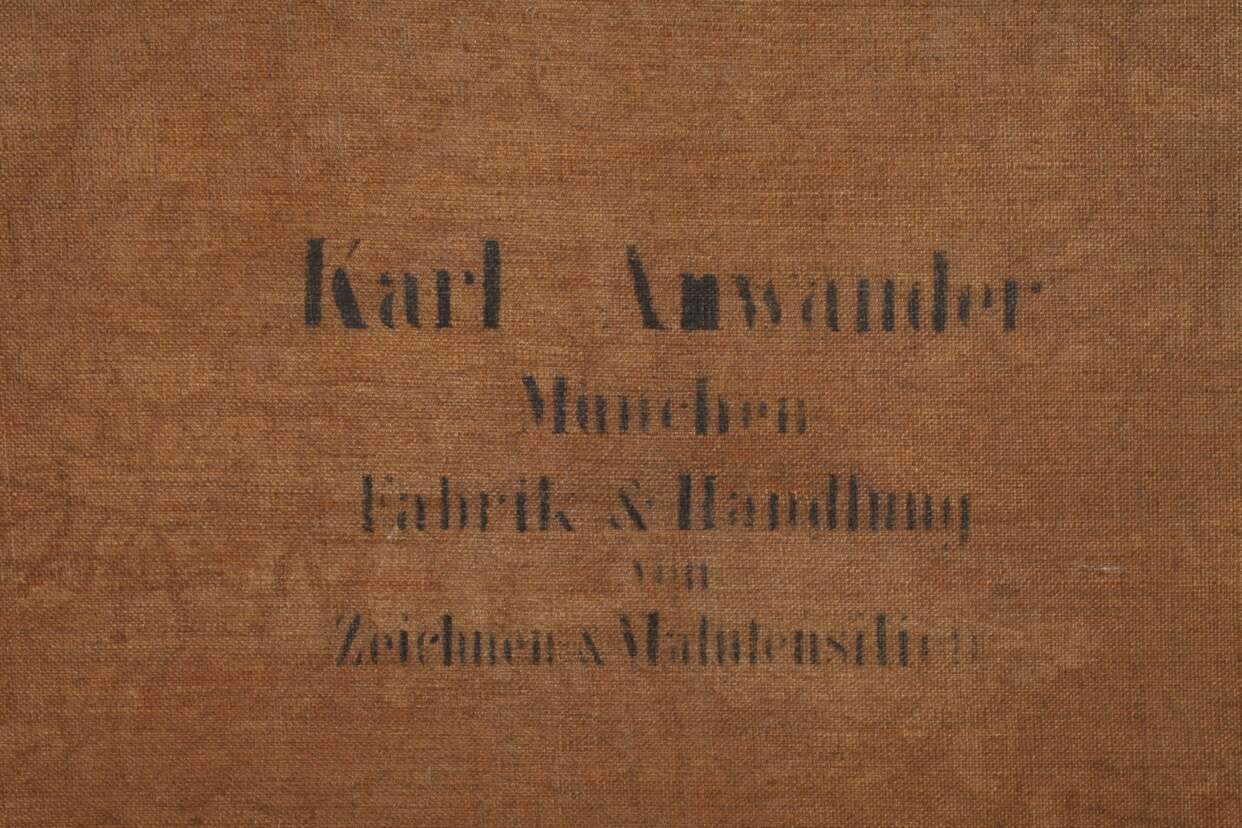 Karl Anwander
München
Fabrik & Handlung
von
Zeichnen & Malutensilien